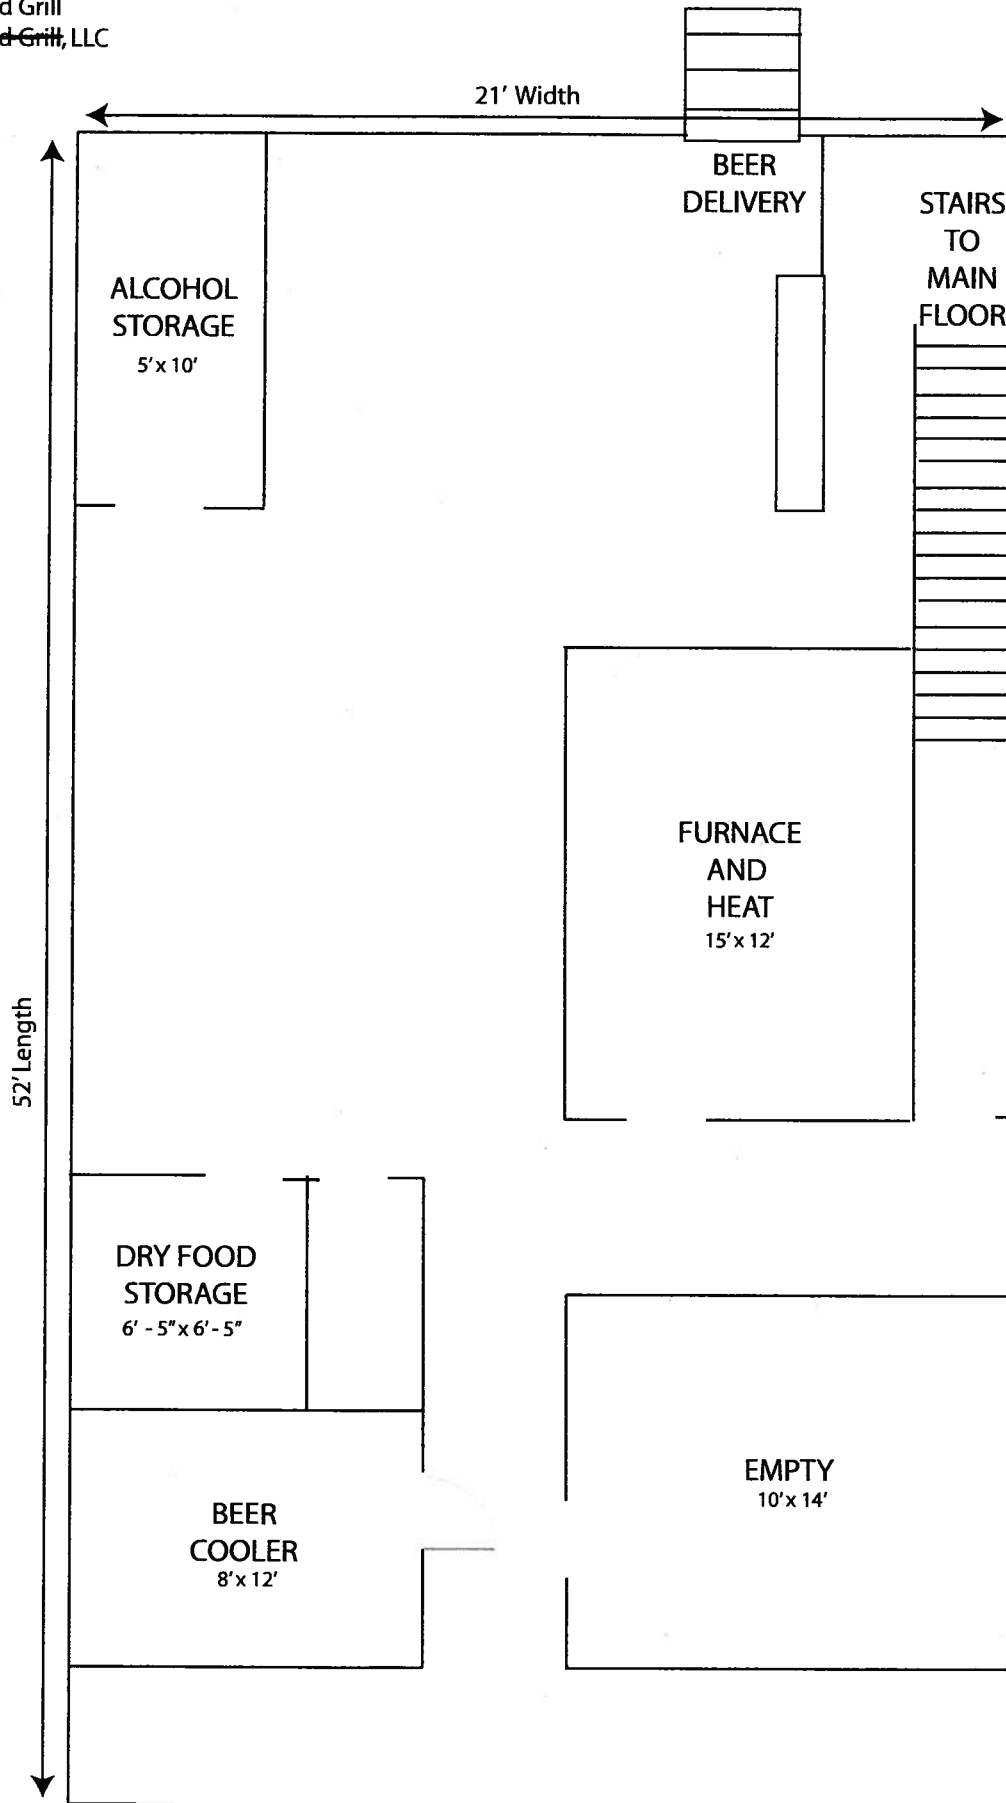 d Grill
d Grill, LLC
21' Width
BEER
DELIVERY
STAIRS
TO
MAIN
FLOOR
ALCOHOL
STORAGE
5' x 10'
FURNACE
AND
HEAT
15' x 12'
52' Length
DRY FOOD
STORAGE
6' - 5" x 6' - 5"
EMPTY
10' x 14'
BEER
COOLER
8' x 12'